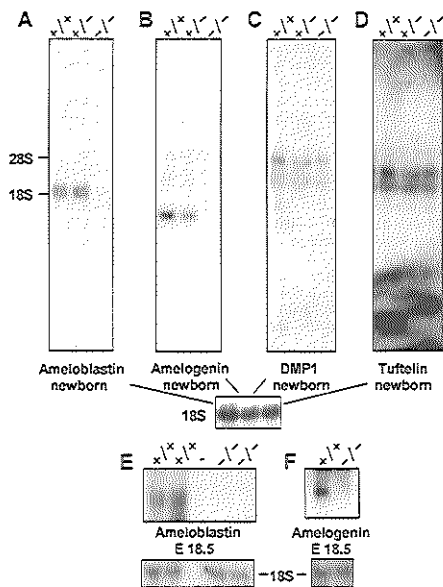 A +/+ +/- -/- B +/+ +/- -/- C +/+ +/- -/- D +/+ +/- -/-
28S
18S
Ameloblastin newborn
Amelogenin newborn
DMP1 newborn
Tuftelin newborn
18S
E +/+ +/+ - -/- -/- F +/+ -/-
Ameloblastin E 18.5
Amelogenin E 18.5
18S